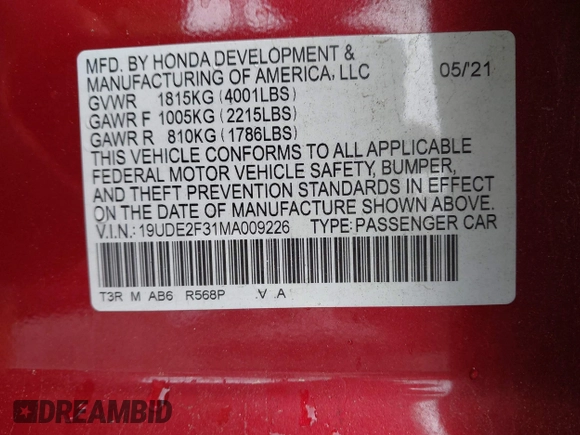 MFD. BY HONDA DEVELOPMENT &
MANUFACTURING OF AMERICA, LLC 05/'21
GVWR 1815KG (4001LBS)
GAWR F 1005KG (2215LBS)
GAWR R 810KG (1786LBS)
THIS VEHICLE CONFORMS TO ALL APPLICABLE
FEDERAL MOTOR VEHICLE SAFETY, BUMPER,
AND THEFT PREVENTION STANDARDS IN EFFECT
ON THE DATE OF MANUFACTURE SHOWN ABOVE.
V.I.N.: 19UDE2F31MA009226 TYPE: PASSENGER CAR
T3R M AB6 R568P .V .A
DREAMBID